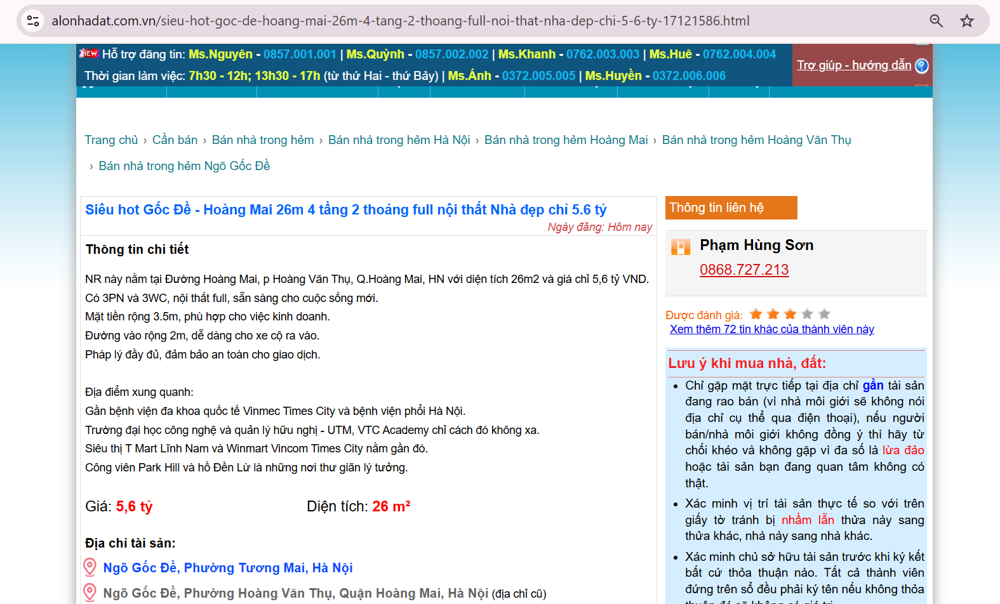 alonhadat.com.vn/sieu-hot-goc-de-hoang-mai-26m-4-tang-2-thoang-full-noi-that-nha-dep-chi-5-6-ty-17121586.html
NEW Hỗ trợ đăng tin: Ms.Nguyên - 0857.001.001 | Ms.Quỳnh - 0857.002.002 | Ms.Khanh - 0762.003.003 | Ms.Huê - 0762.004.004
Thời gian làm việc: 7h30 - 12h; 13h30 - 17h (từ thứ Hai - thứ Bảy) | Ms.Ánh - 0372.005.005 | Ms.Huyền - 0372.006.006
Trợ giúp - hướng dẫn
Trang chủ › Cần bán › Bán nhà trong hẻm › Bán nhà trong hẻm Hà Nội › Bán nhà trong hẻm Hoàng Mai › Bán nhà trong hẻm Hoàng Văn Thụ
› Bán nhà trong hẻm Ngõ Gốc Đề
Siêu hot Gốc Đề - Hoàng Mai 26m 4 tầng 2 thoáng full nội thất Nhà đẹp chỉ 5.6 tỷ
Ngày đăng: Hôm nay
Thông tin chi tiết
NR này nằm tại Đường Hoàng Mai, p Hoàng Văn Thụ, Q.Hoàng Mai, HN với diện tích 26m2 và giá chỉ 5,6 tỷ VND.
Có 3PN và 3WC, nội thất full, sẵn sàng cho cuộc sống mới.
Mặt tiền rộng 3.5m, phù hợp cho việc kinh doanh.
Đường vào rộng 2m, dễ dàng cho xe cộ ra vào.
Pháp lý đầy đủ, đảm bảo an toàn cho giao dịch.
Địa điểm xung quanh:
Gần bệnh viện đa khoa quốc tế Vinmec Times City và bệnh viện phổi Hà Nội.
Trường đại học công nghệ và quản lý hữu nghị - UTM, VTC Academy chỉ cách đó không xa.
Siêu thị T Mart Lĩnh Nam và Winmart Vincom Times City nằm gần đó.
Công viên Park Hill và hồ Đền Lừ là những nơi thư giãn lý tưởng.
Giá: 5,6 tỷ
Diện tích: 26 m²
Địa chỉ tài sản:
Ngõ Gốc Đề, Phường Tương Mai, Hà Nội
Ngõ Gốc Đề, Phường Hoàng Văn Thụ, Quận Hoàng Mai, Hà Nội (địa chỉ cũ)
Thông tin liên hệ
Phạm Hùng Sơn
0868.727.213
Được đánh giá:
Xem thêm 72 tin khác của thành viên này
Lưu ý khi mua nhà, đất:
• Chỉ gặp mặt trực tiếp tại địa chỉ gần tài sản
đang rao bán (vì nhà môi giới sẽ không nói
địa chỉ cụ thể qua điện thoại), nếu người
bán/nhà môi giới không đồng ý thì hãy từ
chối khéo và không gặp vì đa số là lừa đảo
hoặc tài sản bạn đang quan tâm không có
thật.
• Xác minh vị trí tài sản thực tế so với trên
giấy tờ tránh bị nhầm lẫn thửa này sang
thửa khác, nhà này sang nhà khác.
• Xác minh chủ sở hữu tài sản trước khi ký kết
bất cứ thỏa thuận nào. Tất cả thành viên
đứng trên sổ đều phải ký tên nếu không thỏa